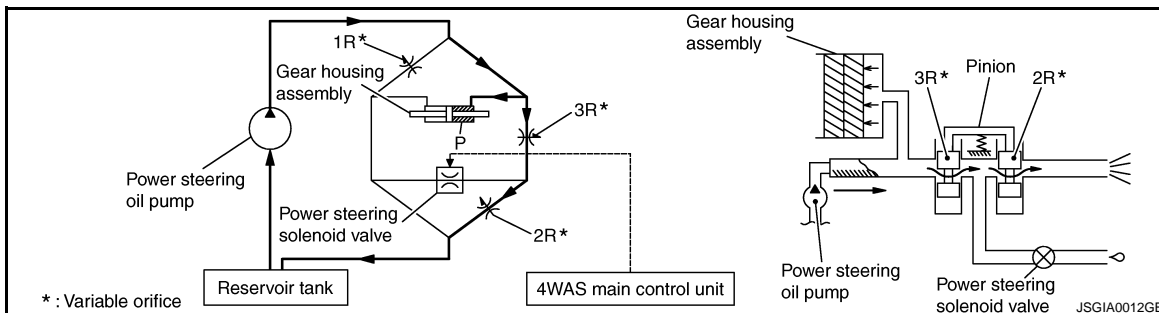 1R*
Gear housing
assembly
3R*
P
Power steering
oil pump
Power steering
solenoid valve
2R*
Reservoir tank
4WAS main control unit
* : Variable orifice
Gear housing
assembly
Pinion
3R*
2R*
Power steering
oil pump
Power steering
solenoid valve
JSGIA0012GB